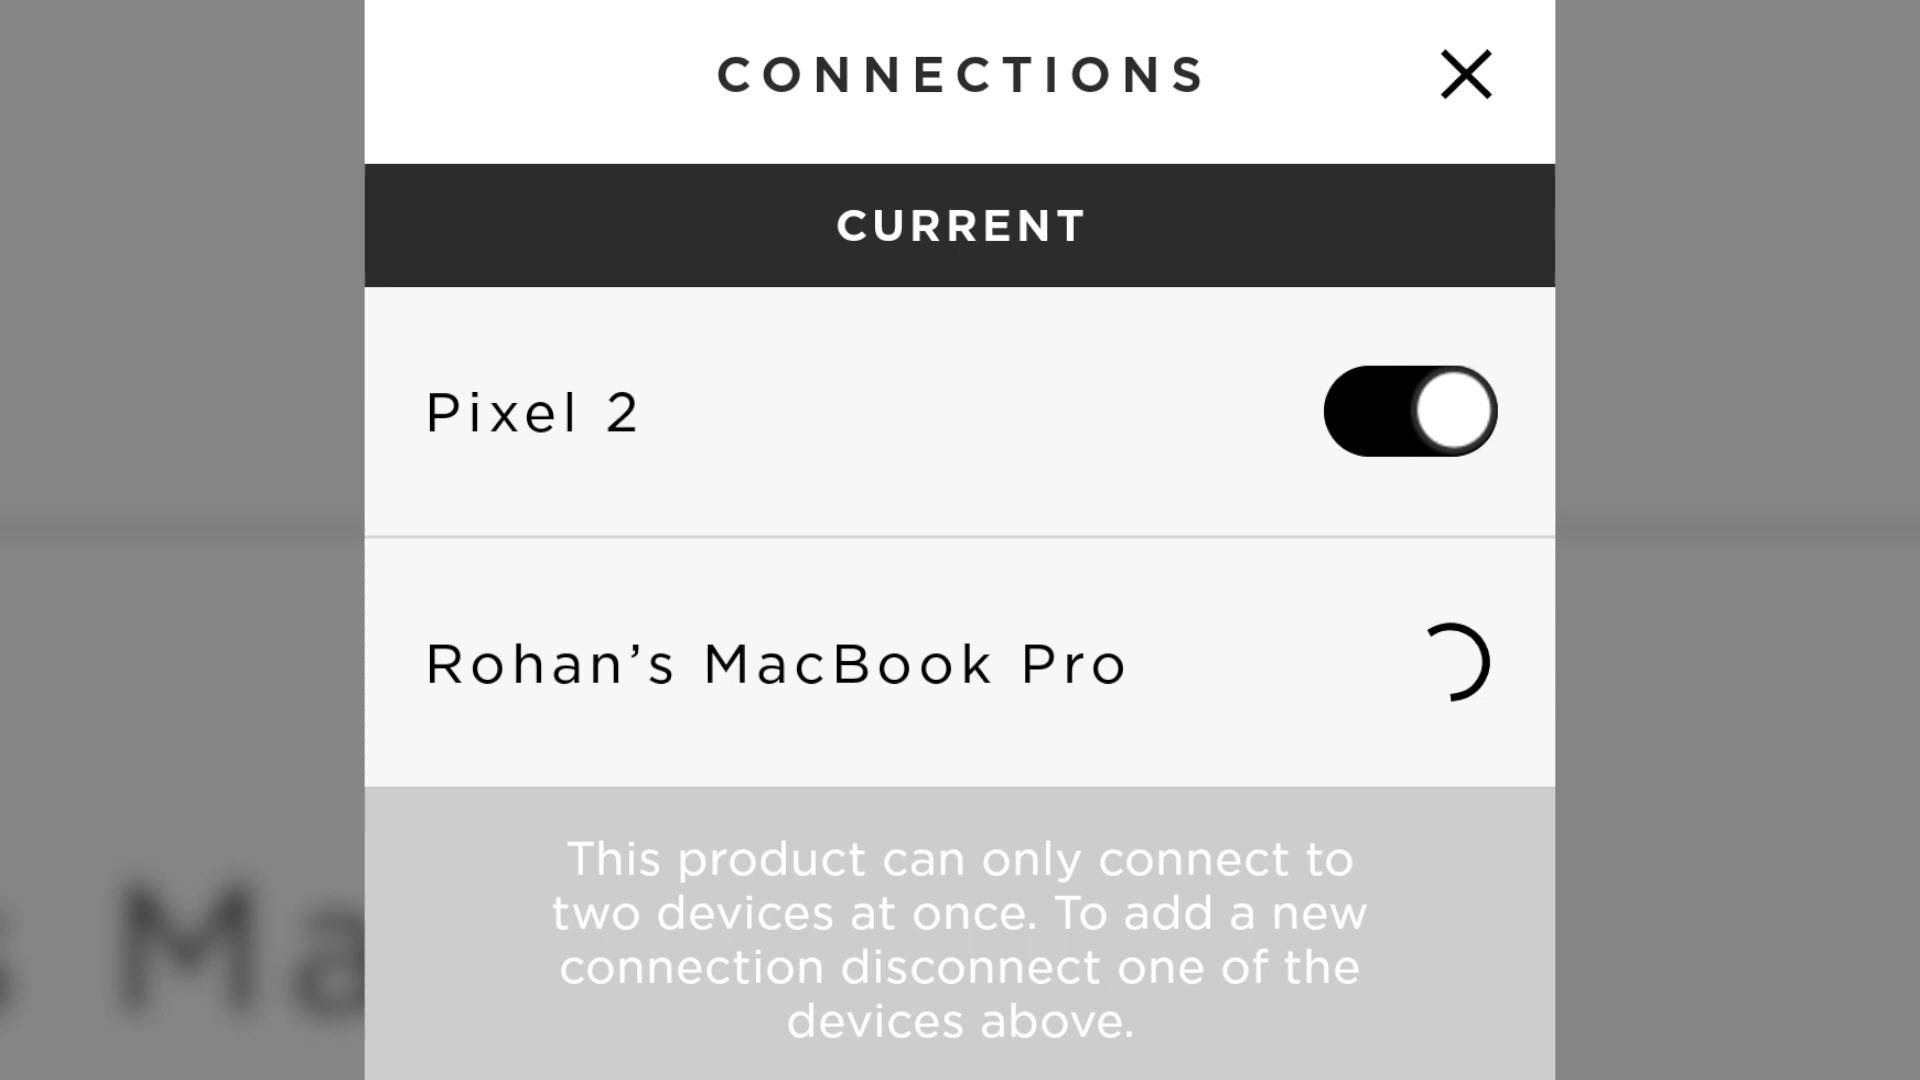 CONNECTIONS
CURRENT
Pixel 2
Rohan’s MacBook Pro
This product can only connect to
two devices at once. To add a new
connection disconnect one of the
devices above.